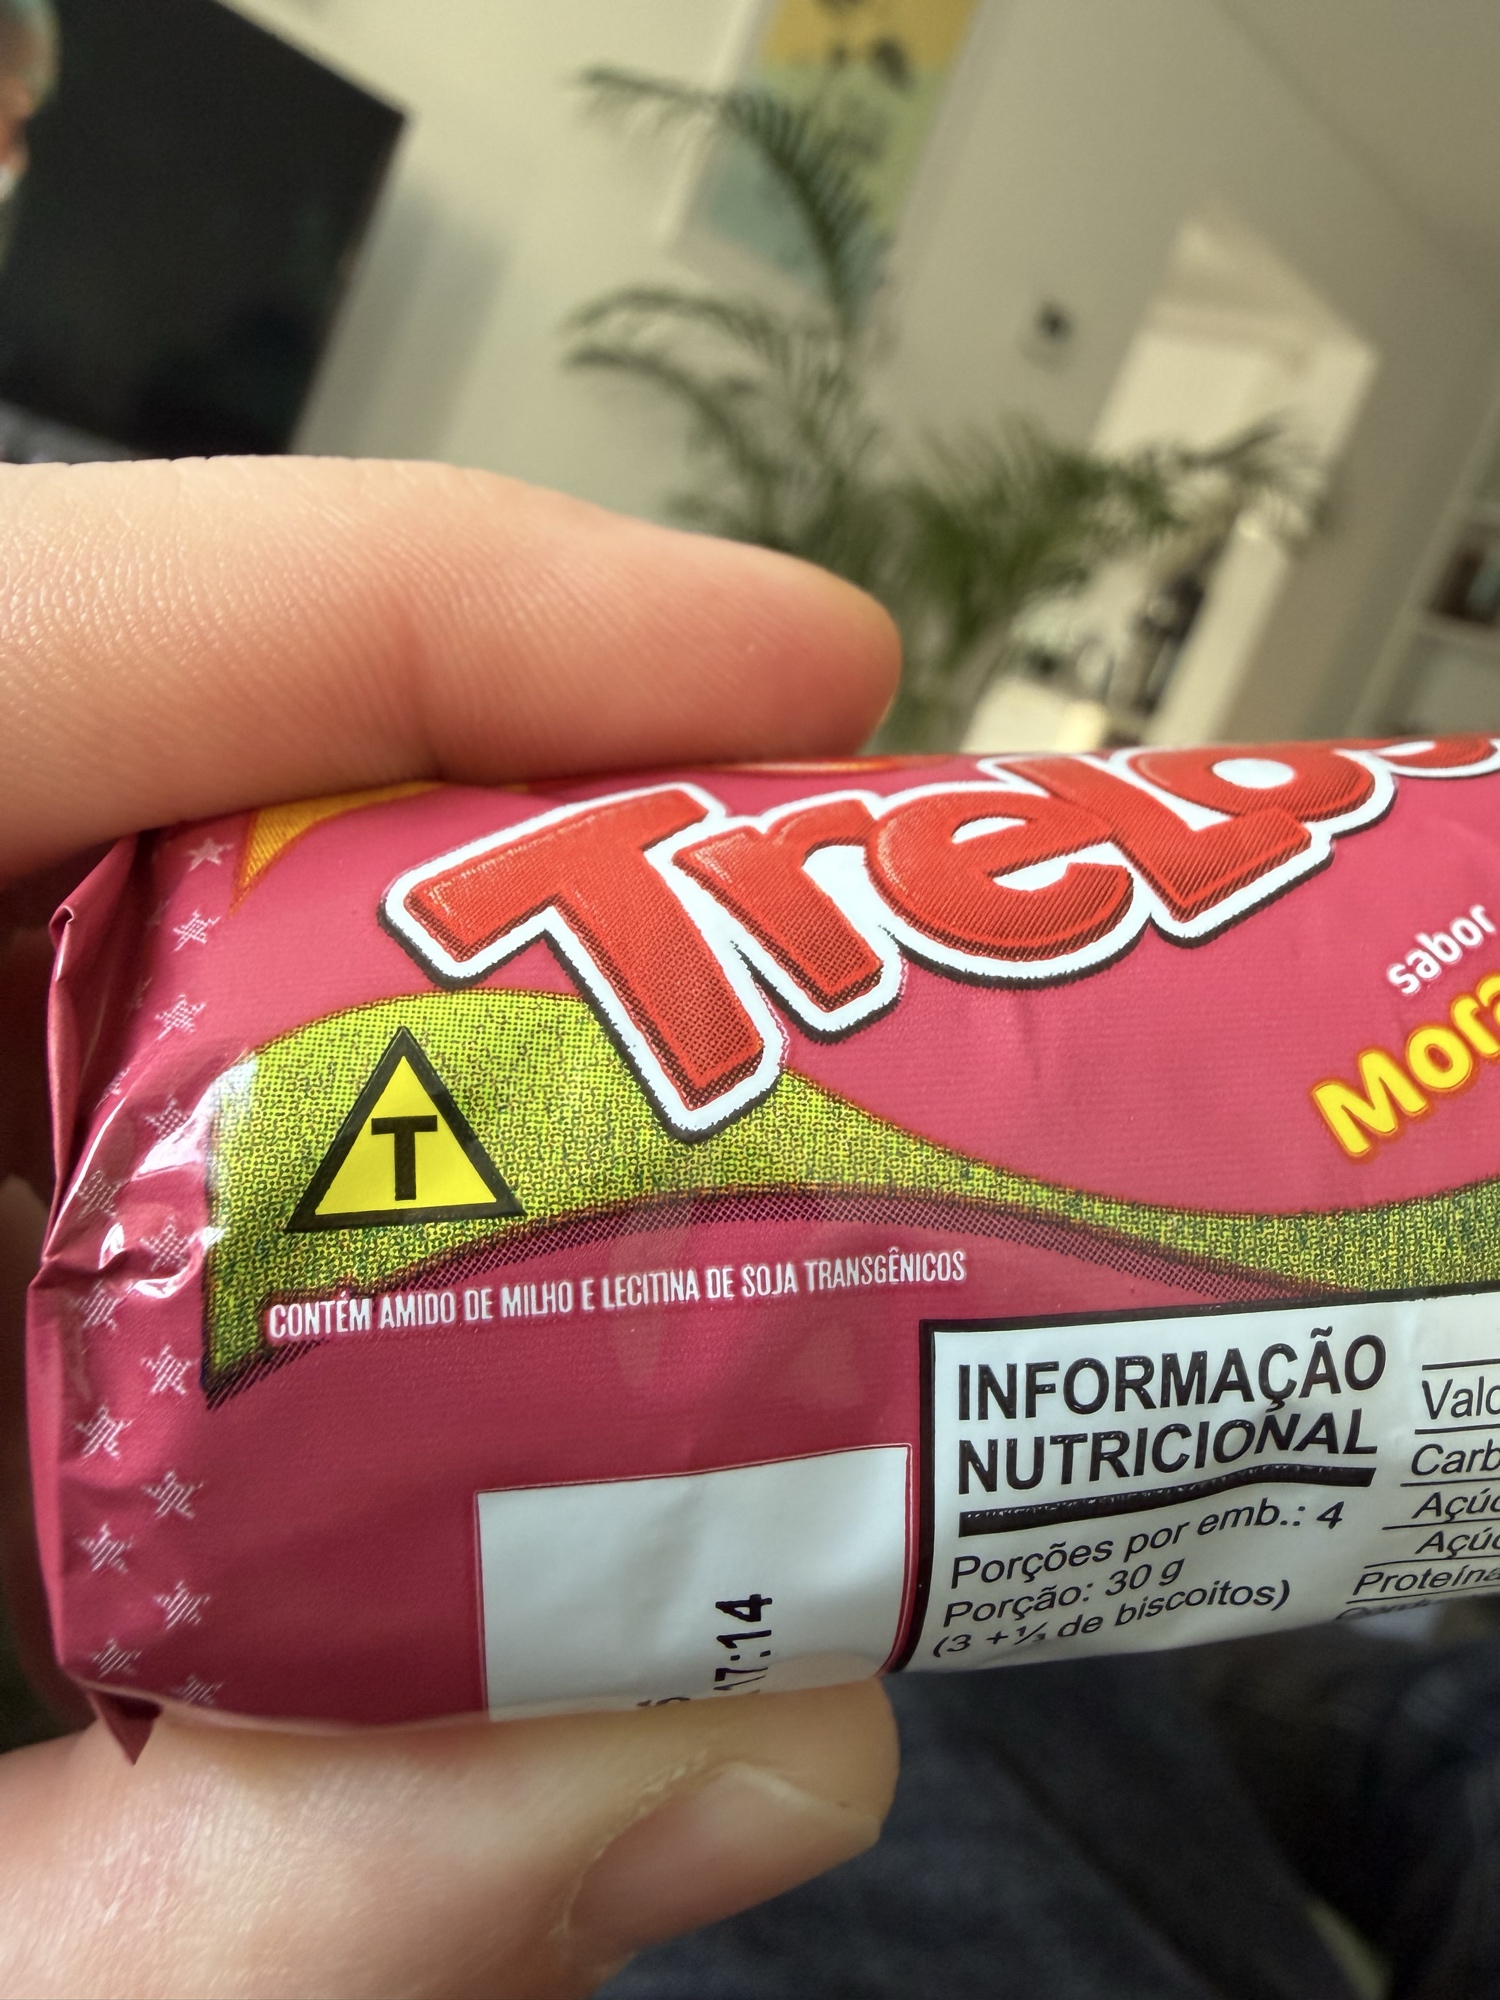 TreLos
sabor
T
CONTÉM AMIDO DE MILHO E LECITINA DE SOJA TRANSGÊNICOS
INFORMAÇÃO
NUTRICIONAL
Porções por emb.: 4
Porção: 30 g
(3 + 1/3 de biscoitos)
17:14